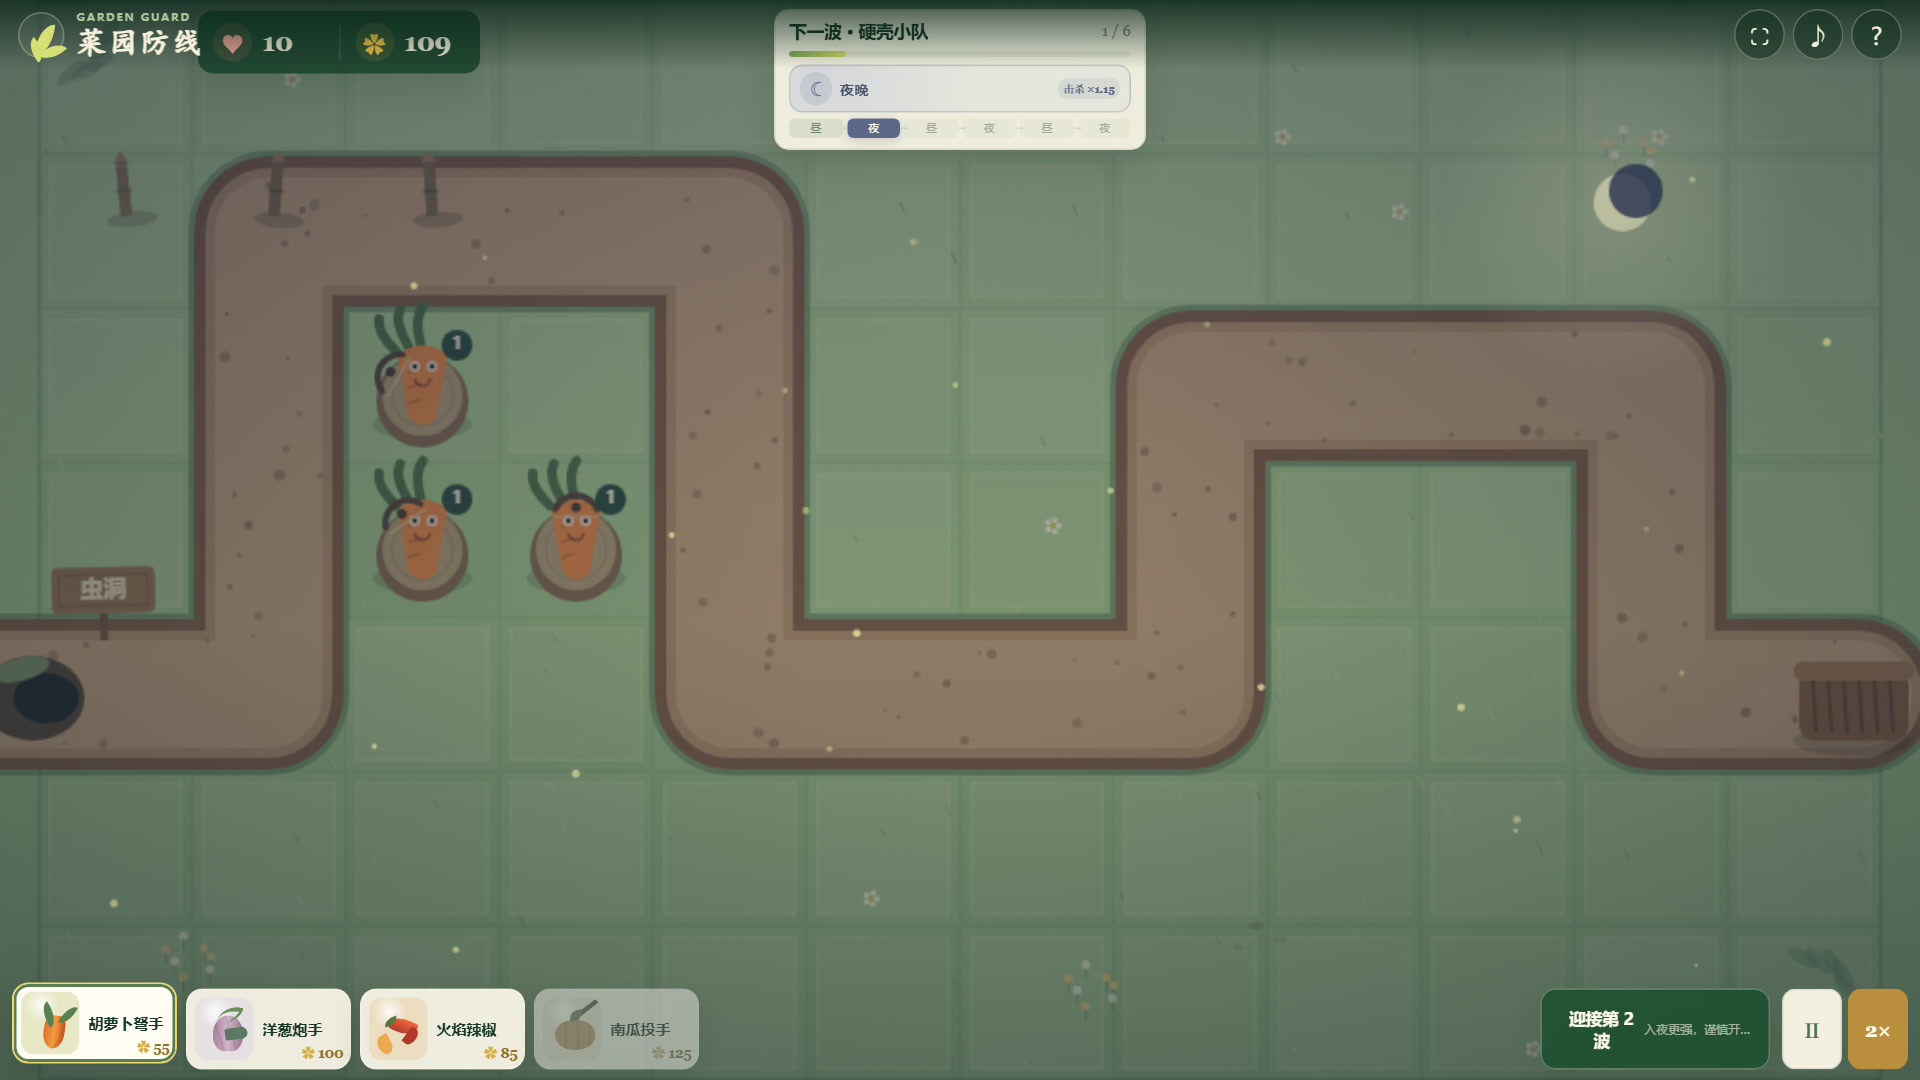 GARDEN GUARD
菜园防线
10
109
下一波·硬壳小队
1 / 6
夜晚
击杀 ×1.15
昼
夜
昼
夜
昼
夜
?
1
1
1
虫洞
胡萝卜弩手
55
洋葱炮手
100
火焰辣椒
85
南瓜投手
125
迎接第 2
波
入夜更强，谨慎开...
II
2×